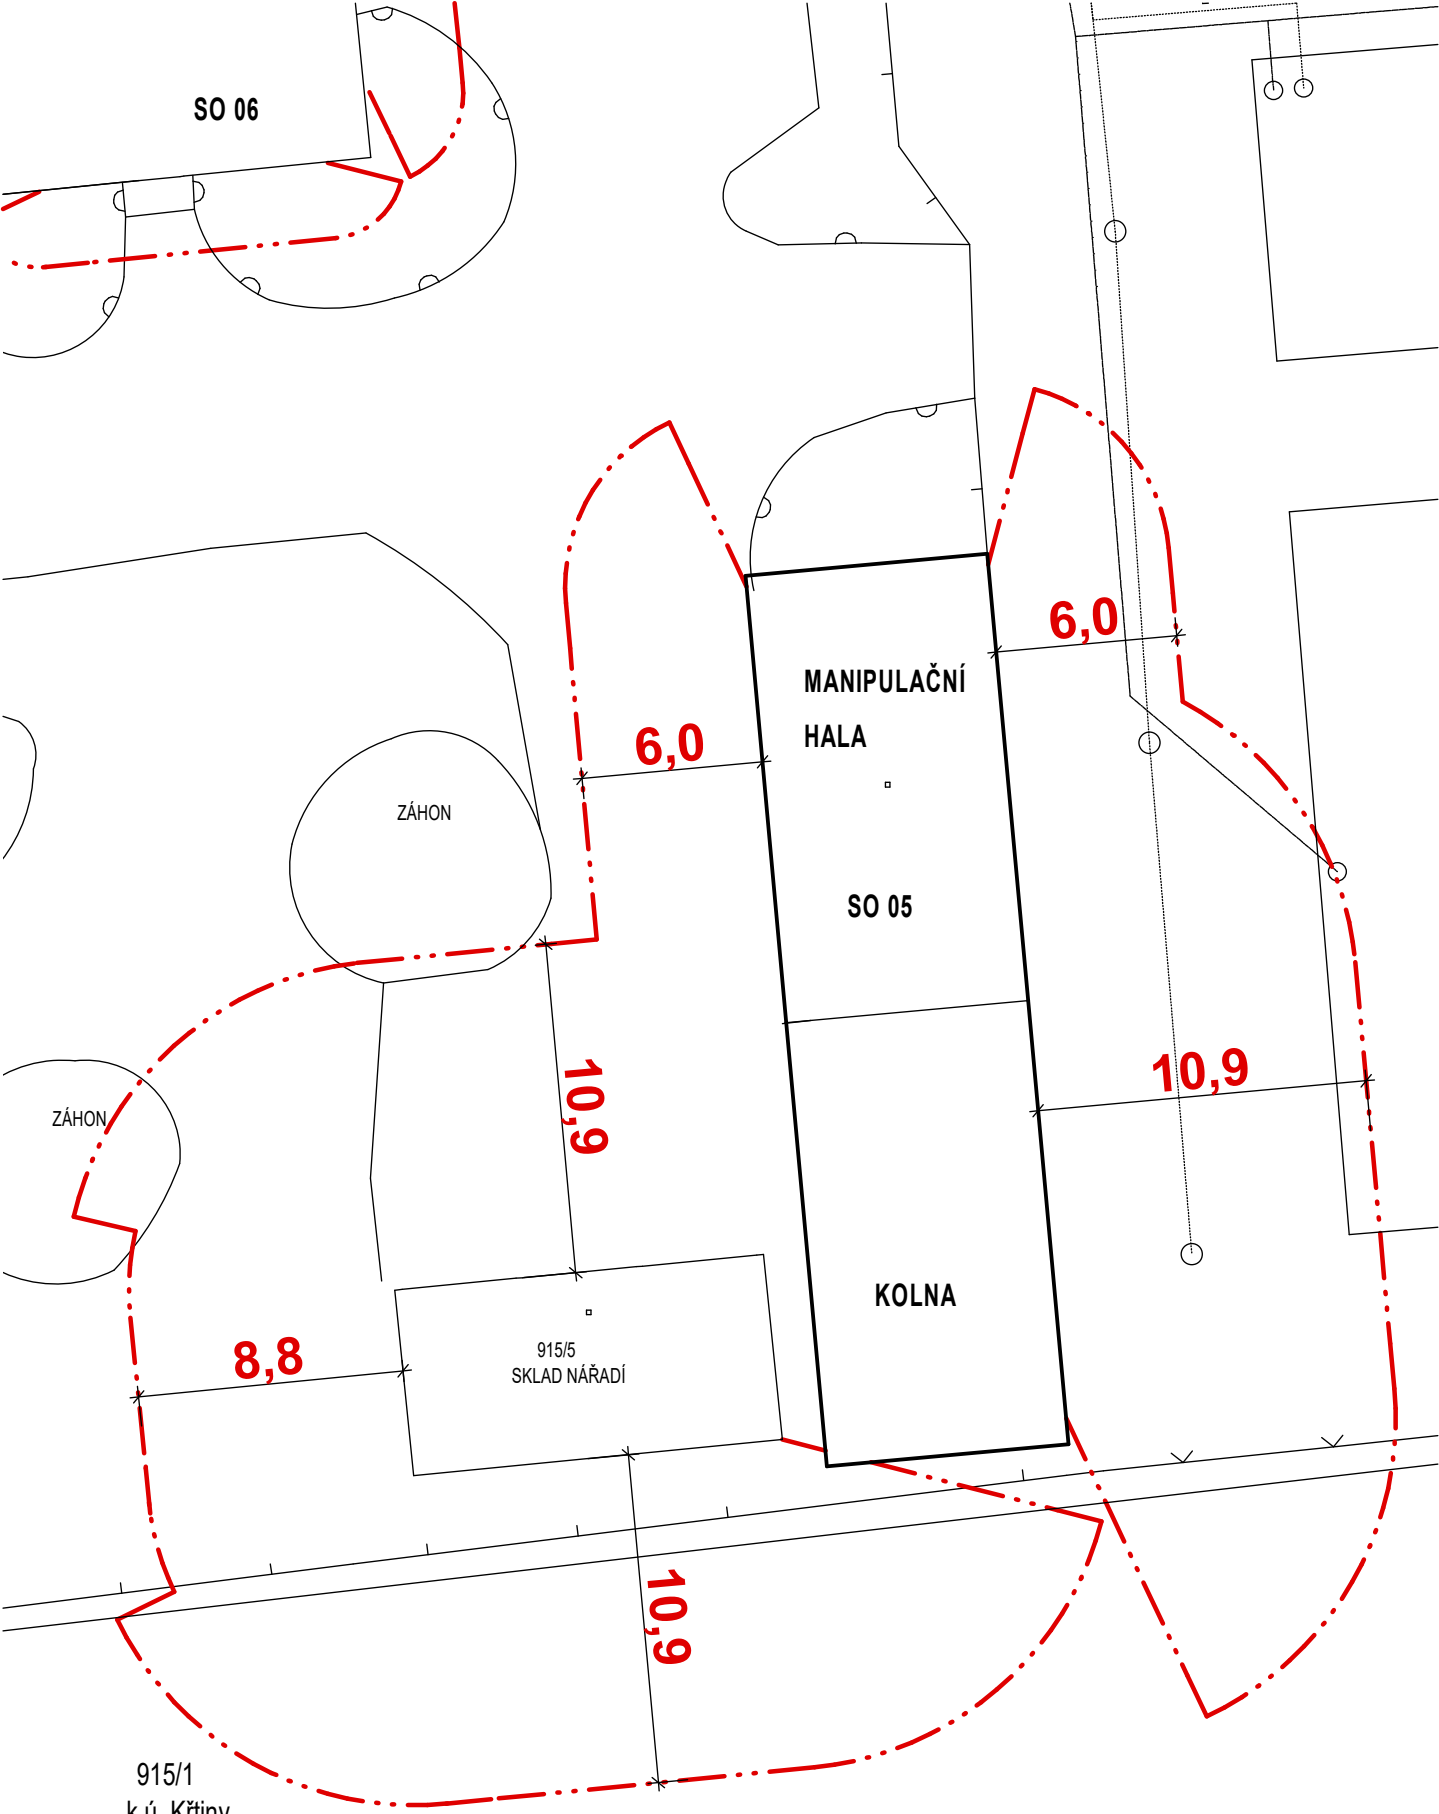 SO 06
6,0
MANIPULAČNÍ
HALA
6,0
ZÁHON
SO 05
10,9
10,9
ZÁHON
KOLNA
8,8
915/5
SKLAD NÁŘADÍ
10,9
915/1
k.ú. Křtiny